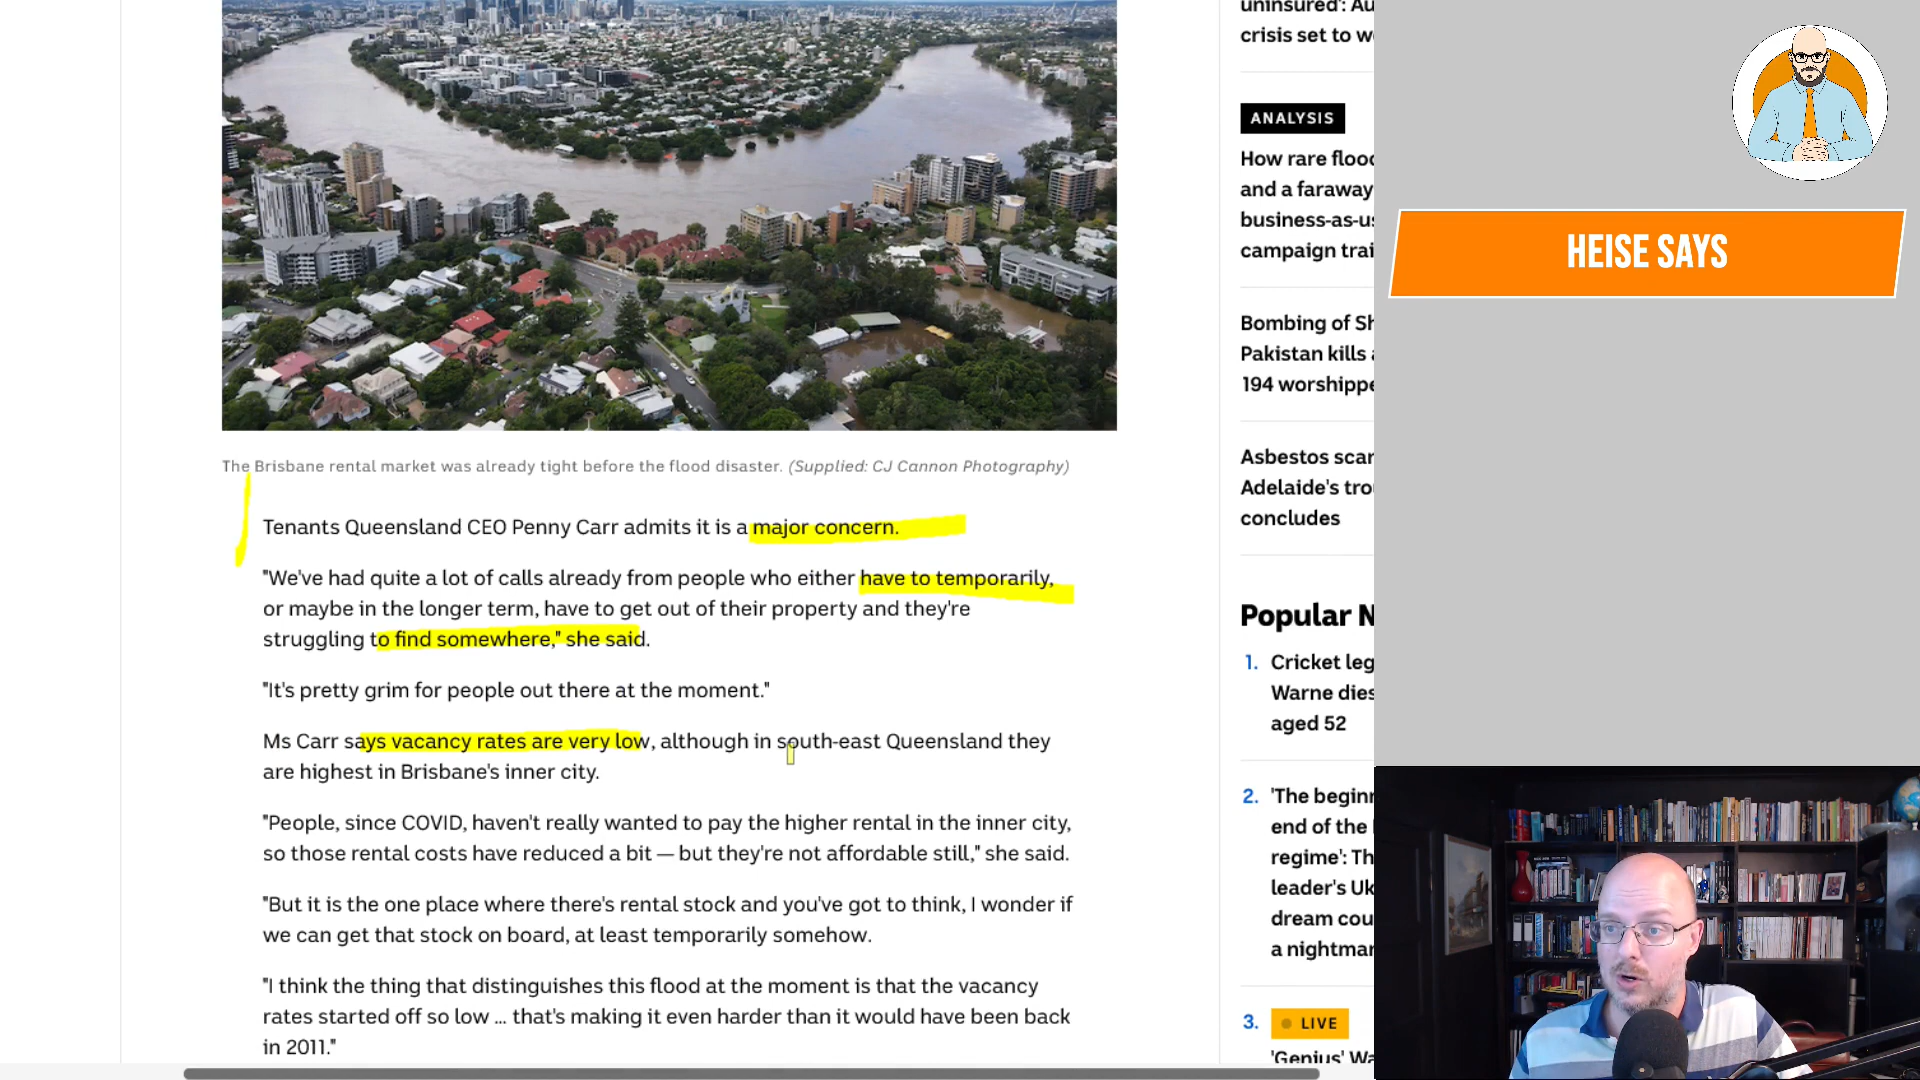 The Brisbane rental market was already tight before the flood disaster. (Supplied: CJ Cannon Photography)
Tenants Queensland CEO Penny Carr admits it is a major concern.
"We've had quite a lot of calls already from people who either have to temporarily,
or maybe in the longer term, have to get out of their property and they're
struggling to find somewhere," she said.
"It's pretty grim for people out there at the moment."
Ms Carr says vacancy rates are very low, although in south-east Queensland they
are highest in Brisbane's inner city.
"People, since COVID, haven't really wanted to pay the higher rental in the inner city,
so those rental costs have reduced a bit — but they're not affordable still," she said.
"But it is the one place where there's rental stock and you've got to think, I wonder if
we can get that stock on board, at least temporarily somehow.
"I think the thing that distinguishes this flood at the moment is that the vacancy
rates started off so low ... that's making it even harder than it would have been back
in 2011."
uninsured': Au
crisis set to w
ANALYSIS
How rare flood
and a faraway
business-as-us
campaign trai
Bombing of Sh
Pakistan kills a
194 worshippe
Asbestos scar
Adelaide's tro
concludes
Popular N
1. Cricket leg
Warne dies
aged 52
2. 'The beginn
end of the
regime': Th
leader's Uk
dream cou
a nightmar
3. LIVE
'Genius' Wa
HEISE SAYS